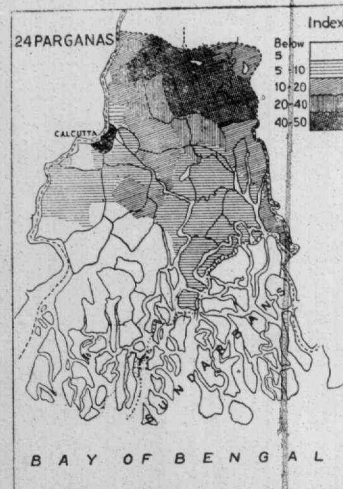 24 PARGANAS
Index
Below
5
5-10
10-20
20-40
40-50
CALCUTTA
SUNDARBANS
BAY OF BENGAL